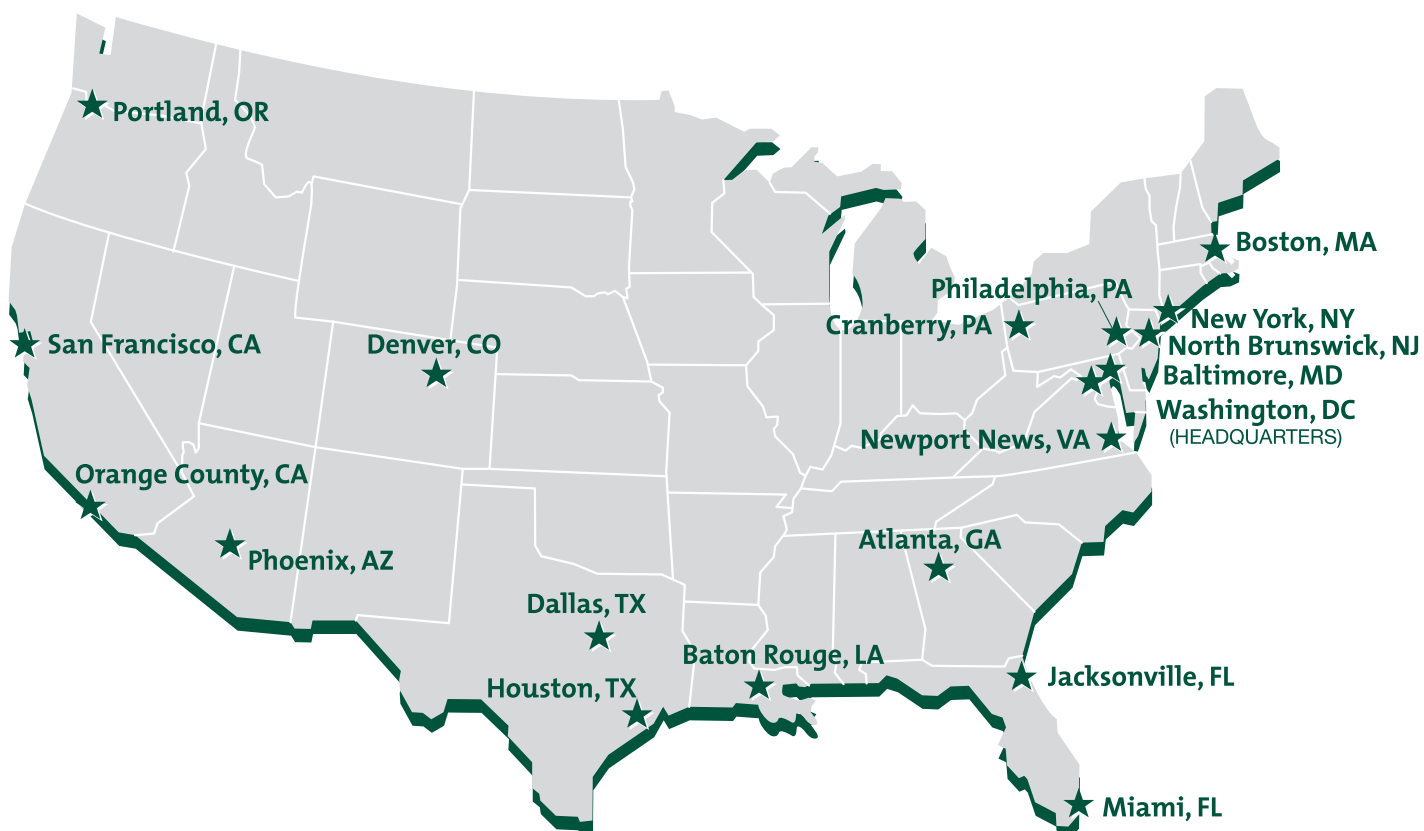 Portland, OR
Boston, MA
Philadelphia, PA
Cranberry, PA
New York, NY
North Brunswick, NJ
San Francisco, CA
Denver, CO
Baltimore, MD
Washington, DC
(HEADQUARTERS)
Newport News, VA
Orange County, CA
Atlanta, GA
Phoenix, AZ
Dallas, TX
Baton Rouge, LA
Houston, TX
Jacksonville, FL
Miami, FL